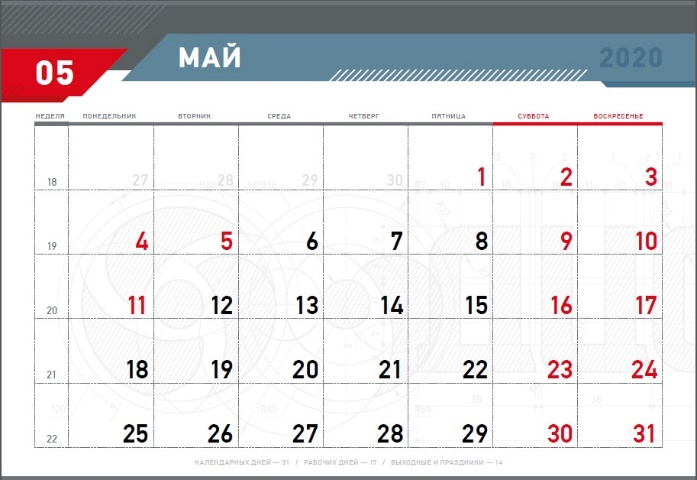 05 МАЙ 2020
НЕДЕЛЯ ПОНЕДЕЛЬНИК ВТОРНИК СРЕДА ЧЕТВЕРГ ПЯТНИЦА СУББОТА ВОСКРЕСЕНЬЕ
18 27 28 29 30 1 2 3
19 4 5 6 7 8 9 10
20 11 12 13 14 15 16 17
21 18 19 20 21 22 23 24
22 25 26 27 28 29 30 31
КАЛЕНДАРНЫХ ДНЕЙ — 31 / РАБОЧИХ ДНЕЙ — 17 / ВЫХОДНЫЕ И ПРАЗДНИКИ — 14